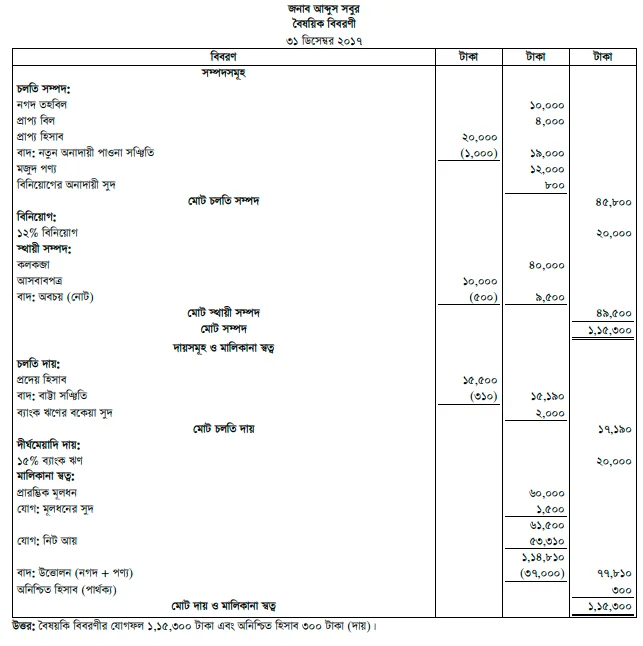 জনাব আব্দুস সবুর
বৈষয়িক বিবরণী
৩১ ডিসেম্বর ২০১৭
বিবরণ টাকা টাকা টাকা
সম্পদসমূহ
চলতি সম্পদ:
নগদ তহবিল ১০,০০০
প্রাপ্য বিল ৪,০০০
প্রাপ্য হিসাব ২০,০০০
বাদ: নতুন অনাদায়ী পাওনা সঞ্চিতি (১,০০০) ১৯,০০০
মজুদ পণ্য ১২,০০০
বিনিয়োগের অনাদায়ী সুদ ৮০০
মোট চলতি সম্পদ ৪৫,৮০০
বিনিয়োগ:
১২% বিনিয়োগ ২০,০০০
স্থায়ী সম্পদ:
কলকব্জা ৪০,০০০
আসবাবপত্র ১০,০০০
বাদ: অবচয় (নোট) (৫০০) ৯,৫০০
মোট স্থায়ী সম্পদ ৪৯,৫০০
মোট সম্পদ ১,১৫,৩০০
দায়সমূহ ও মালিকানা স্বত্ব
চলতি দায়:
প্রদেয় হিসাব ১৫,৫০০
বাদ: বাট্টা সঞ্চিতি (৩১০) ১৫,১৯০
ব্যাংক ঋণের বকেয়া সুদ ২,০০০
মোট চলতি দায় ১৭,১৯০
দীর্ঘমেয়াদি দায়:
১৫% ব্যাংক ঋণ ২০,০০০
মালিকানা স্বত্ব:
প্রারম্ভিক মূলধন ৬০,০০০
যোগ: মূলধনের সুদ ১,৫০০
৬১,৫০০
যোগ: নিট আয় ৫৩,৩১০
১,১৪,৮১০
বাদ: উত্তোলন (নগদ + পণ্য) (৩৭,০০০) ৭৭,৮১০
অনিশ্চিত হিসাব (পার্থক্য) ৩০০
মোট দায় ও মালিকানা স্বত্ব ১,১৫,৩০০
উত্তর: বৈষয়কি বিবরণীর যোগফল ১,১৫,৩০০ টাকা এবং অনিশ্চিত হিসাব ৩০০ টাকা (দায়)।